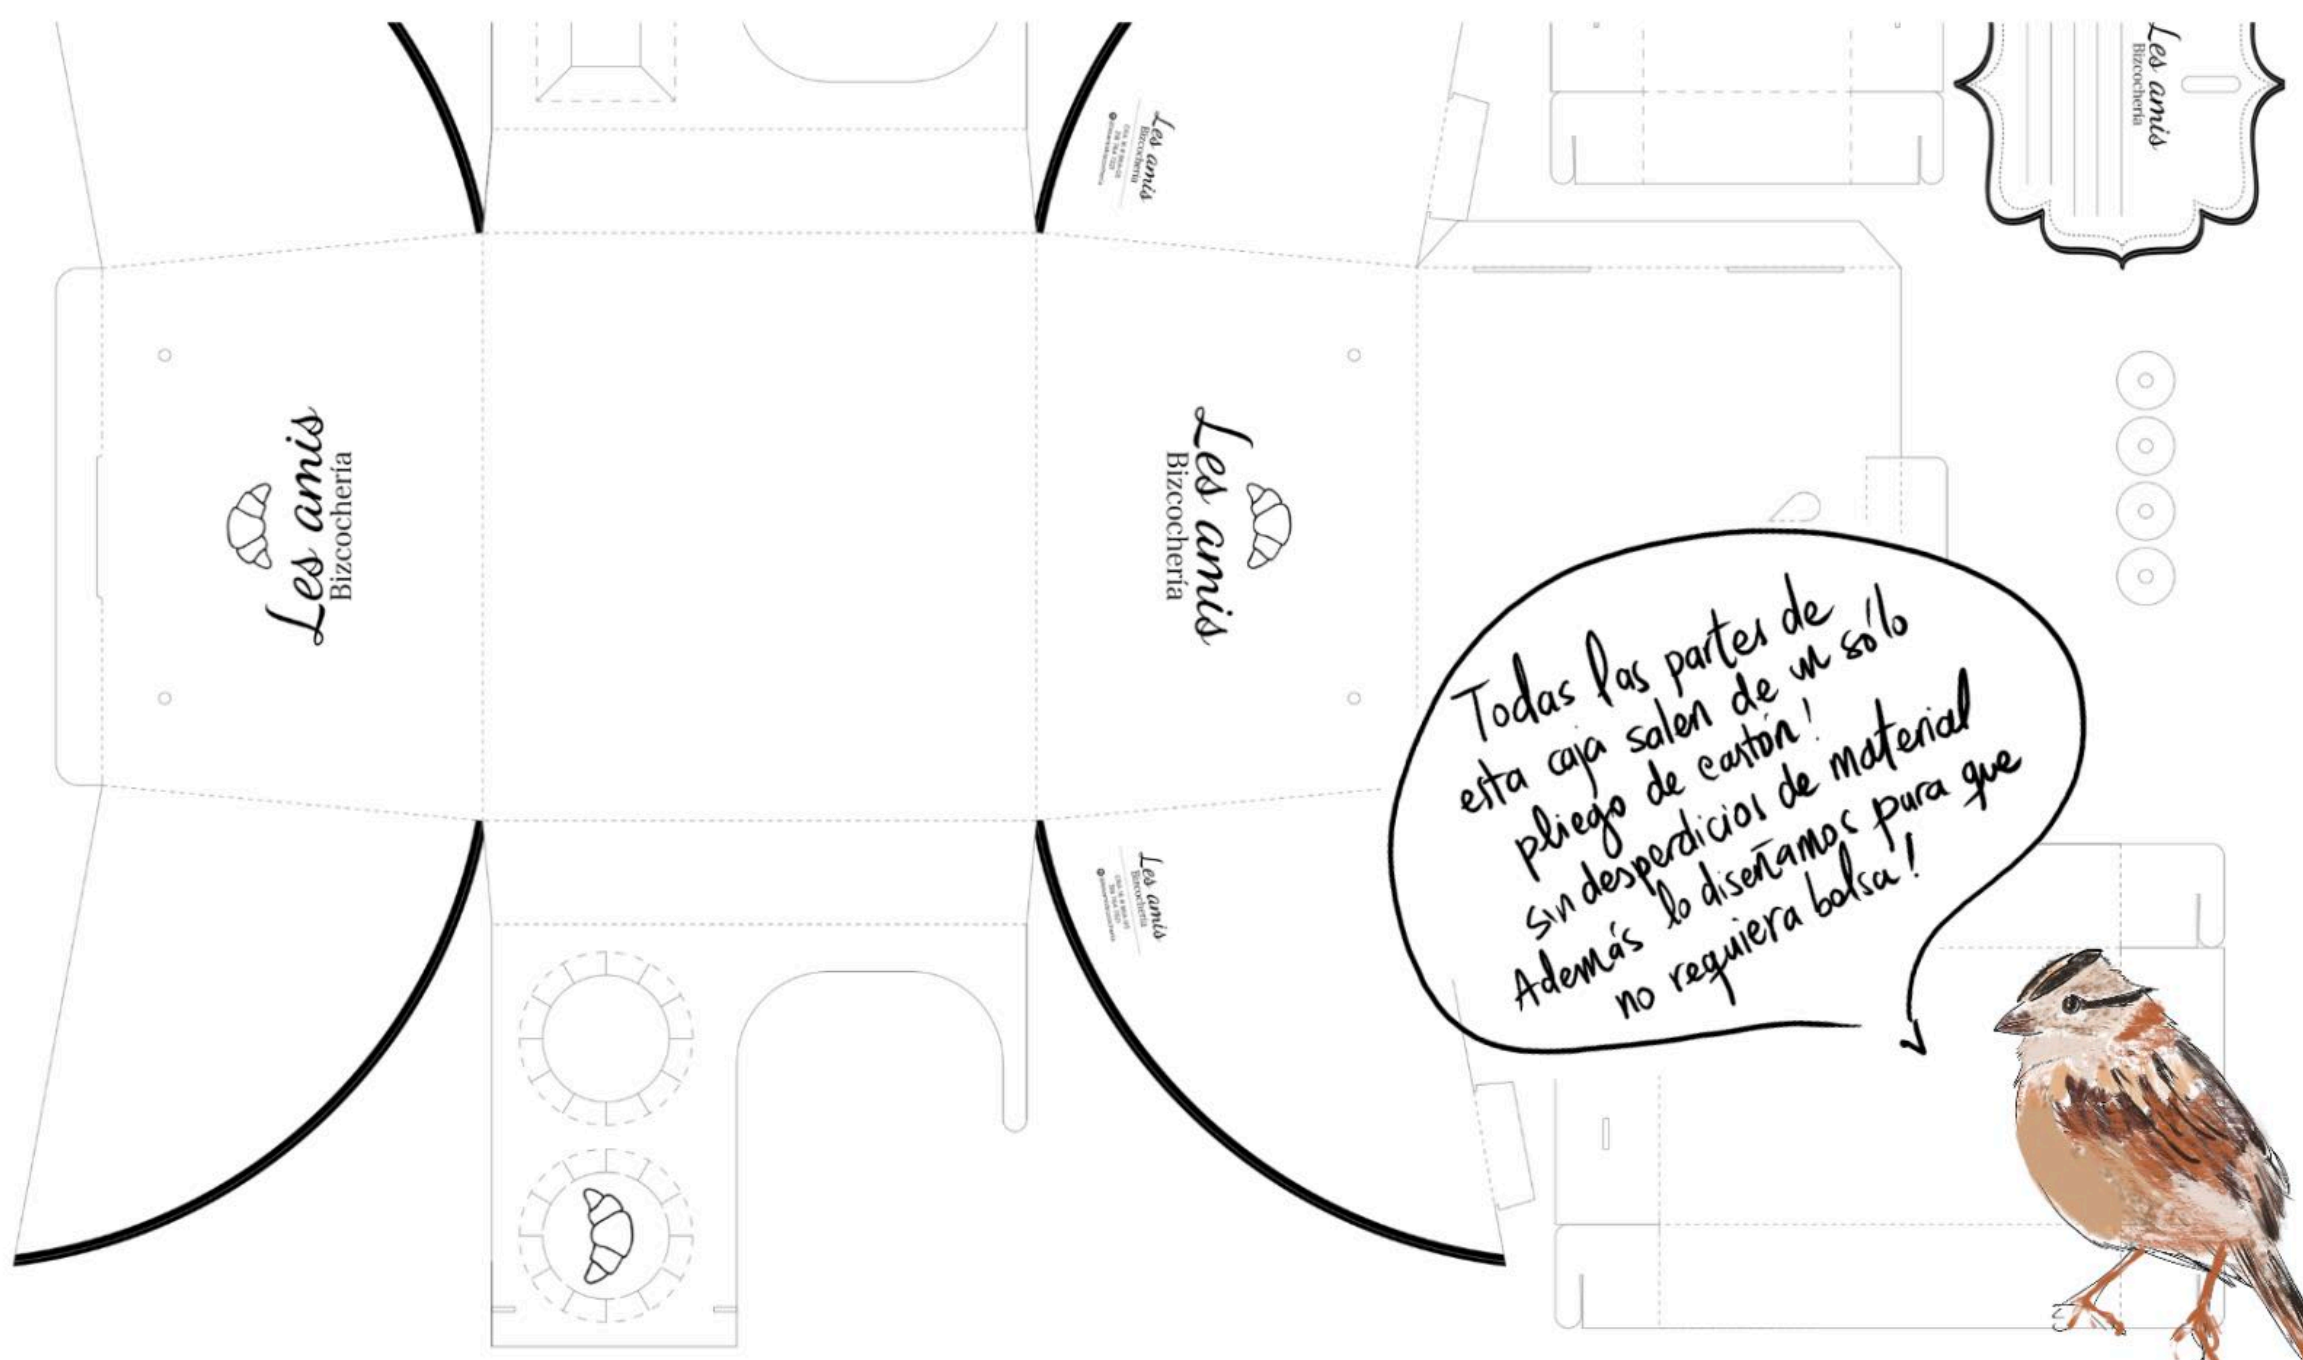 Les amis
Bizcochería
Les amis
Bizcochería
Les amis
Bizcochería
Les amis
Bizcochería
Les amis
Bizcochería
Todas las partes de
esta caja salen de un sólo
pliego de cartón!
sin desperdicios de material
Además lo diseñamos para que
no requiera bolsa!